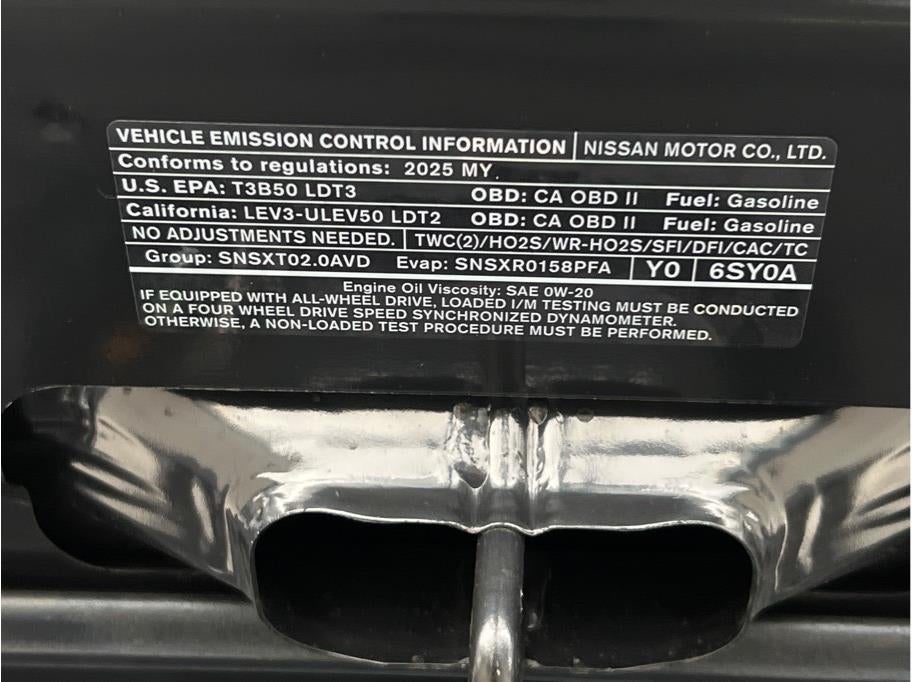 VEHICLE EMISSION CONTROL INFORMATION NISSAN MOTOR CO., LTD.
Conforms to regulations: 2025 MY.
U.S. EPA: T3B50 LDT3 OBD: CA OBD II Fuel: Gasoline
California: LEV3-ULEV50 LDT2 OBD: CA OBD II Fuel: Gasoline
NO ADJUSTMENTS NEEDED. TWC(2)/HO2S/WR-HO2S/SFI/DFI/CAC/TC
Group: SNSXT02.0AVD Evap: SNSXR0158PFA Y0 6SY0A
Engine Oil Viscosity: SAE 0W-20
IF EQUIPPED WITH ALL-WHEEL DRIVE, LOADED I/M TESTING MUST BE CONDUCTED
ON A FOUR WHEEL DRIVE SPEED SYNCHRONIZED DYNAMOMETER.
OTHERWISE, A NON-LOADED TEST PROCEDURE MUST BE PERFORMED.